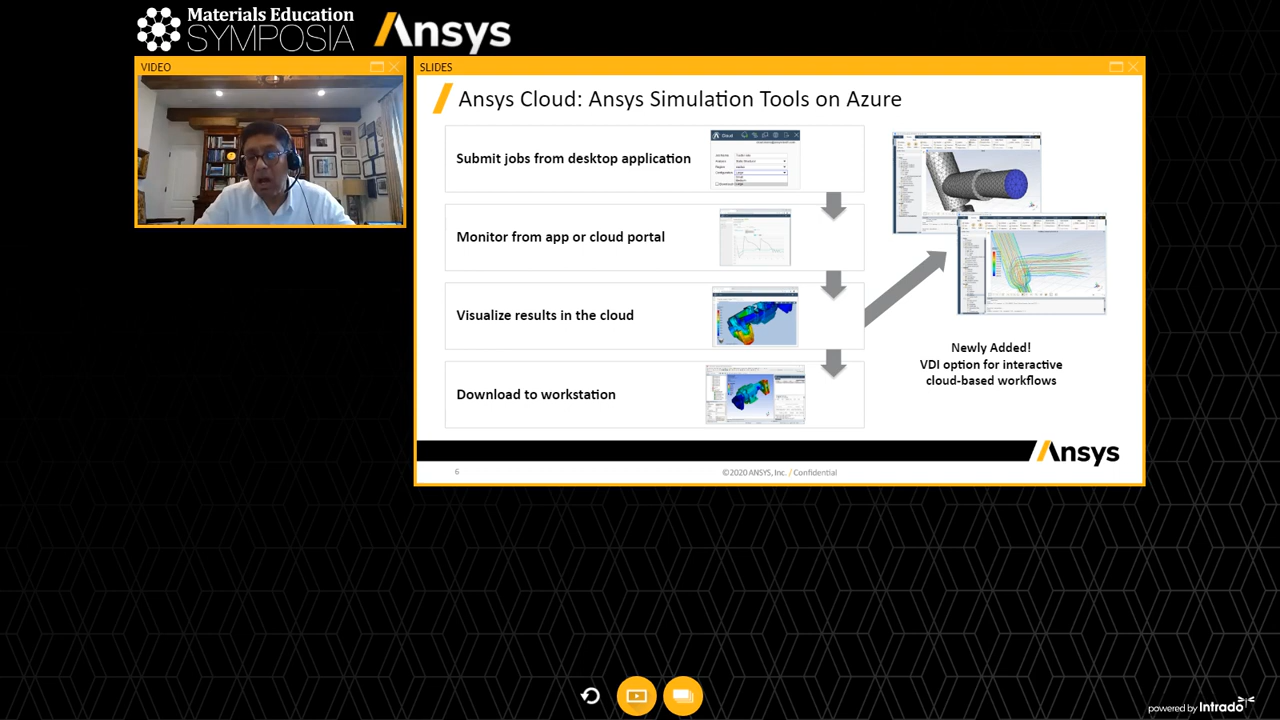 Materials Education
SYMPOSIA
Ansys
VIDEO
SLIDES
Ansys Cloud: Ansys Simulation Tools on Azure
Submit jobs from desktop application
Cloud
Monitor from app or cloud portal
Visualize results in the cloud
Download to workstation
Newly Added!
VDI option for interactive
cloud-based workflows
Ansys
6
©2020 ANSYS, Inc. / Confidential
powered by Intrado